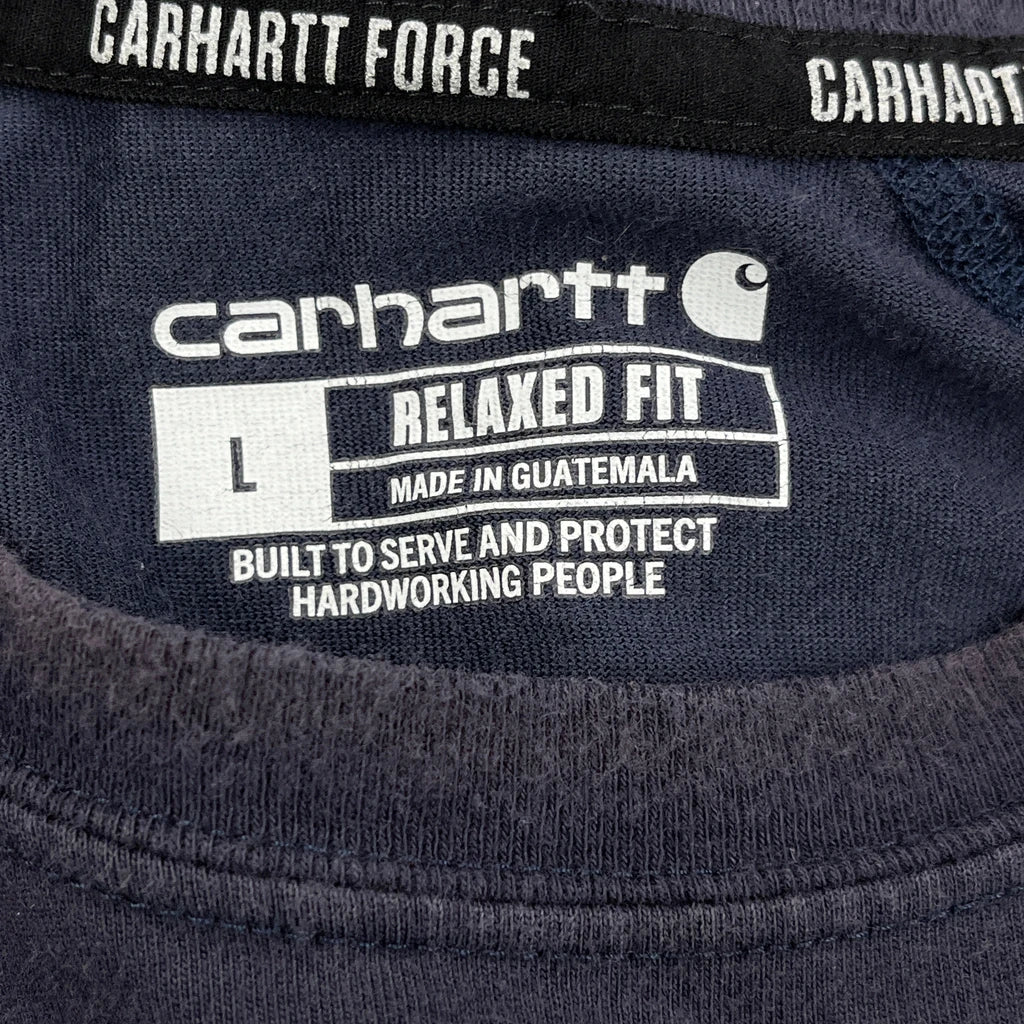 CARHARTT FORCE
CARHARTT
carhartt
L
RELAXED FIT
MADE IN GUATEMALA
BUILT TO SERVE AND PROTECT
HARDWORKING PEOPLE